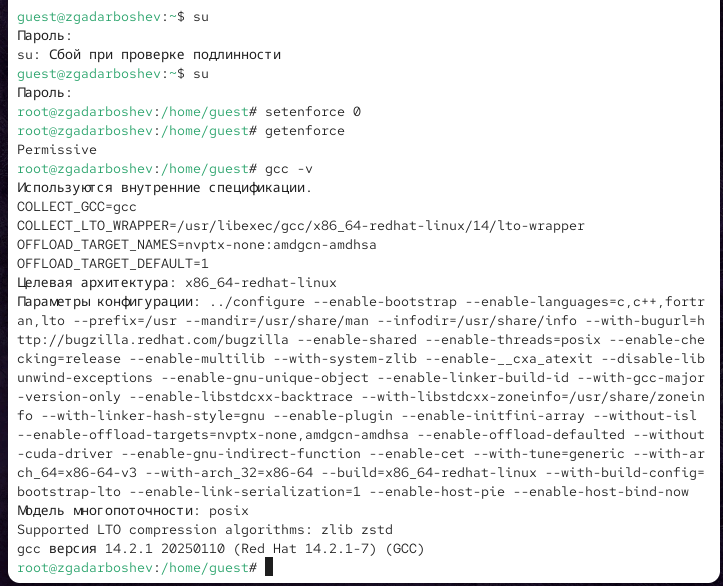 guest@zgadarboshev:~$ su
Пароль:
su: Сбой при проверке подлинности
guest@zgadarboshev:~$ su
Пароль:
root@zgadarboshev:/home/guest# setenforce 0
root@zgadarboshev:/home/guest# getenforce
Permissive
root@zgadarboshev:/home/guest# gcc -v
Используются внутренние спецификации.
COLLECT_GCC=gcc
COLLECT_LTO_WRAPPER=/usr/libexec/gcc/x86_64-redhat-linux/14/lto-wrapper
OFFLOAD_TARGET_NAMES=nvptx-none:amdgcn-amdhsa
OFFLOAD_TARGET_DEFAULT=1
Целевая архитектура: x86_64-redhat-linux
Параметры конфигурации: ../configure --enable-bootstrap --enable-languages=c,c++,fortr
an,lto --prefix=/usr --mandir=/usr/share/man --infodir=/usr/share/info --with-bugurl=h
ttp://bugzilla.redhat.com/bugzilla --enable-shared --enable-threads=posix --enable-che
cking=release --enable-multilib --with-system-zlib --enable-__cxa_atexit --disable-lib
unwind-exceptions --enable-gnu-unique-object --enable-linker-build-id --with-gcc-major
-version-only --enable-libstdcxx-backtrace --with-libstdcxx-zoneinfo=/usr/share/zonein
fo --with-linker-hash-style=gnu --enable-plugin --enable-initfini-array --without-isl
--enable-offload-targets=nvptx-none,amdgcn-amdhsa --enable-offload-defaulted --without
-cuda-driver --enable-gnu-indirect-function --enable-cet --with-tune=generic --with-ar
ch_64=x86-64-v3 --with-arch_32=x86-64 --build=x86_64-redhat-linux --with-build-config=
bootstrap-lto --enable-link-serialization=1 --enable-host-pie --enable-host-bind-now
Модель многопоточности: posix
Supported LTO compression algorithms: zlib zstd
gcc версия 14.2.1 20250110 (Red Hat 14.2.1-7) (GCC)
root@zgadarboshev:/home/guest#